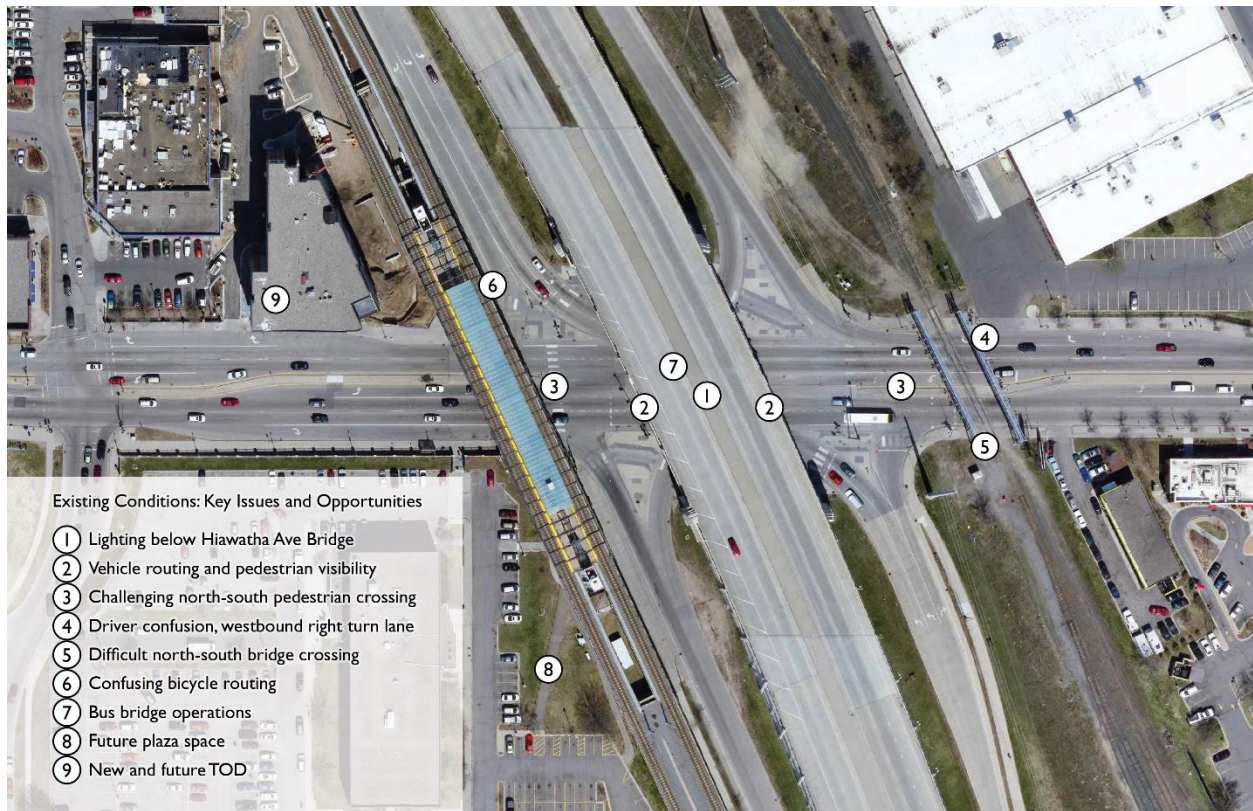 9
6
7
1
3
2
2
3
4
5
8
Existing Conditions: Key Issues and Opportunities
1 Lighting below Hiawatha Ave Bridge
2 Vehicle routing and pedestrian visibility
3 Challenging north-south pedestrian crossing
4 Driver confusion, westbound right turn lane
5 Difficult north-south bridge crossing
6 Confusing bicycle routing
7 Bus bridge operations
8 Future plaza space
9 New and future TOD